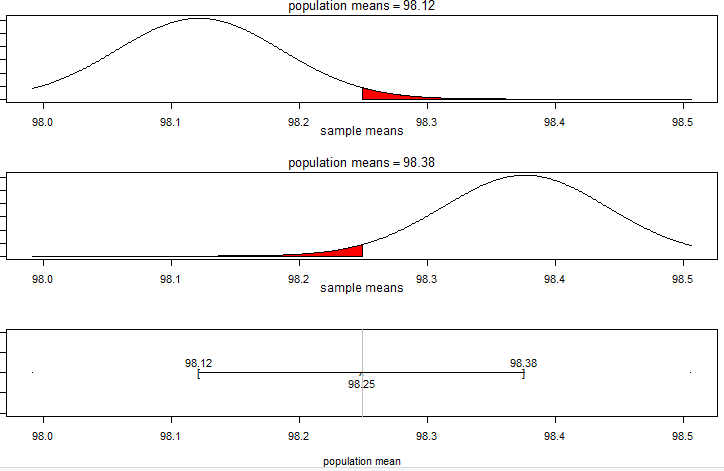 population means = 98.12
98.0 98.1 98.2 98.3 98.4 98.5
sample means
population means = 98.38
98.0 98.1 98.2 98.3 98.4 98.5
sample means
98.12 98.38
98.25
98.0 98.1 98.2 98.3 98.4 98.5
population mean